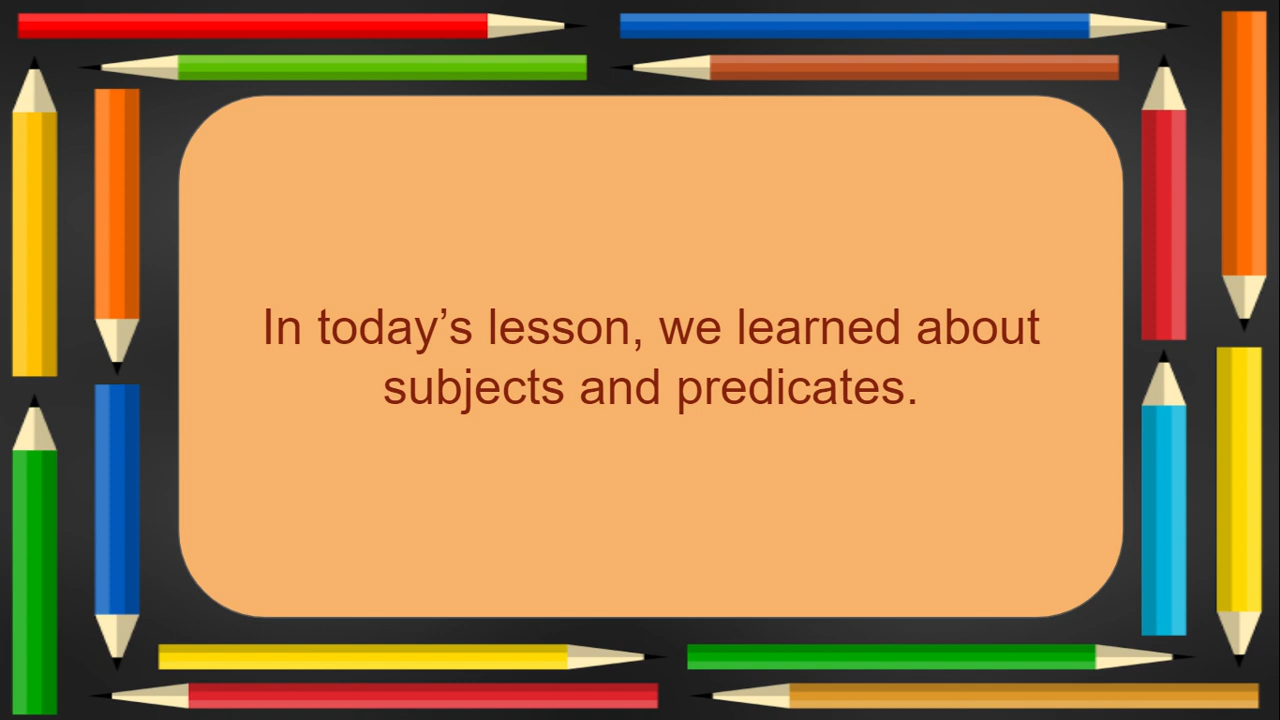 In today’s lesson, we learned about
subjects and predicates.